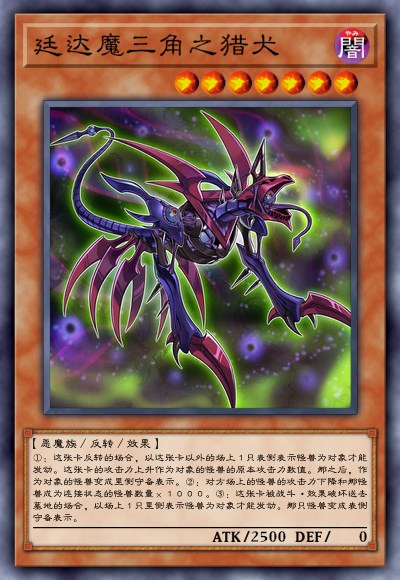 廷达魔三角之猎犬
やみ
闇
【恶魔族／反转／效果】
①：这张卡反转的场合，以这张卡以外的场上１只表侧表示怪兽为对象才能
发动。这张卡的攻击力上升作为对象的怪兽的原本攻击力数值。那之后，作
为对象的怪兽变成里侧守备表示。②：对方场上的怪兽的攻击力下降和那怪
兽成为连接状态的怪兽数量×１０００。③：这张卡被战斗·效果破坏送去
墓地的场合，以场上１只里侧表示怪兽为对象才能发动。那只怪兽变成表侧
守备表示。
ATK/2500 DEF/ 0